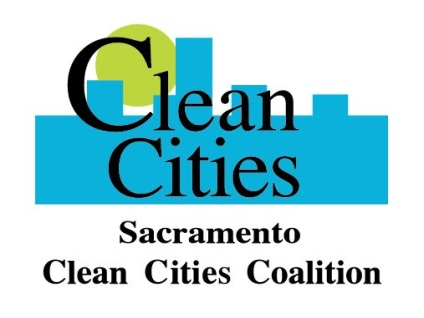 Clean
Cities
Sacramento
Clean Cities Coalition